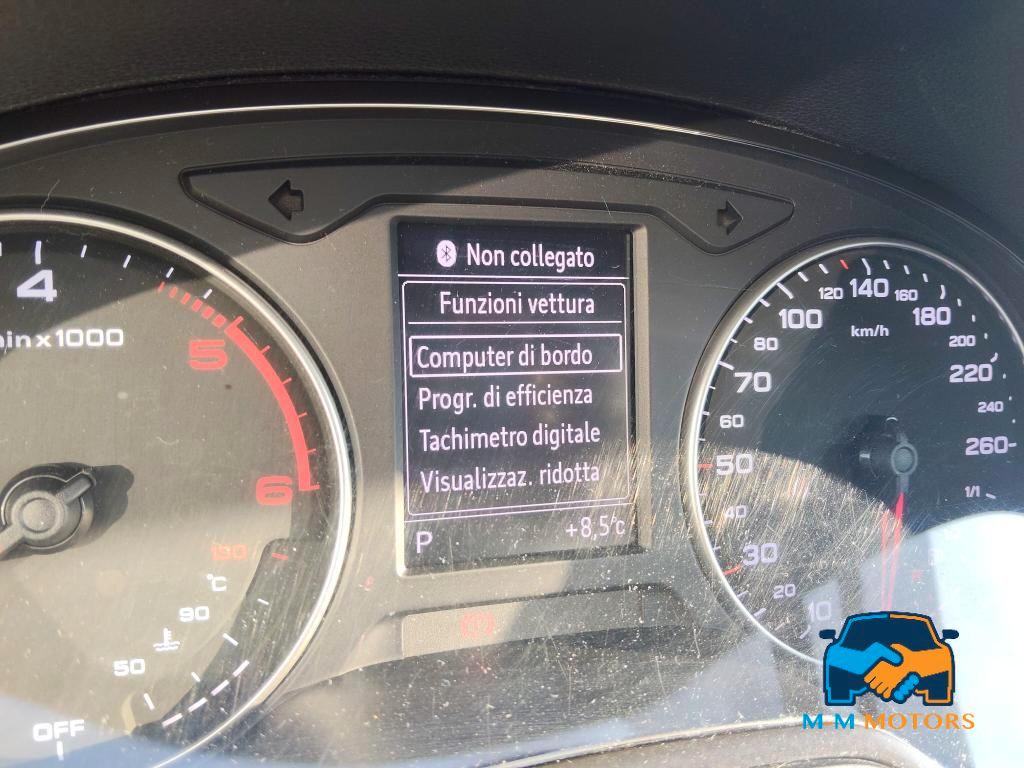 Non collegato
Funzioni vettura
Computer di bordo
Progr. di efficienza
Tachimetro digitale
Visualizzaz. ridotta
P +8,5°C
4
5
6
min x 1000
130
°C
90
50
OFF
10
20
30
40
50
60
70
80
100
120
140
160
180
200
220
240
260
km/h
1/1
M-M MOTORS